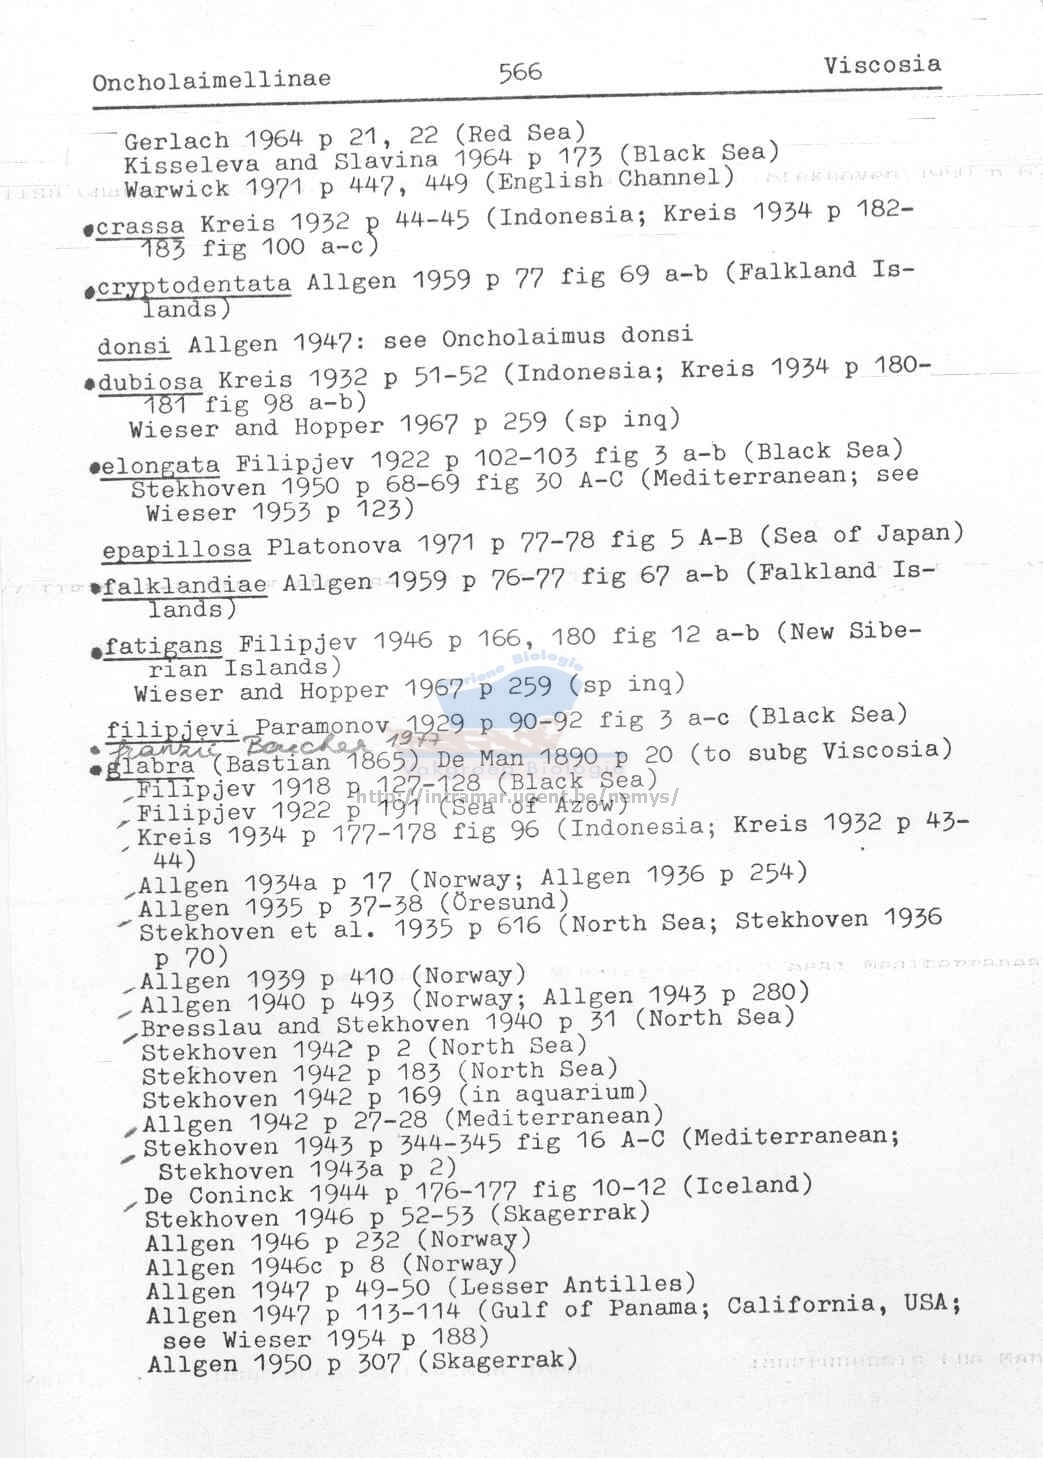 Oncholaimellinae 566 Viscosia
Gerlach 1964 p 21, 22 (Red Sea)
Kisseleva and Slavina 1964 p 173 (Black Sea)
Warwick 1971 p 447, 449 (English Channel)
crassa Kreis 1932 p 44-45 (Indonesia; Kreis 1934 p 182-
183 fig 100 a-c)
cryptodentata Allgen 1959 p 77 fig 69 a-b (Falkland Is-
lands)
donsi Allgen 1947: see Oncholaimus donsi
dubiosa Kreis 1932 p 51-52 (Indonesia; Kreis 1934 p 180-
181 fig 98 a-b)
Wieser and Hopper 1967 p 259 (sp inq)
elongata Filipjev 1922 p 102-103 fig 3 a-b (Black Sea)
Stekhoven 1950 p 68-69 fig 30 A-C (Mediterranean; see
Wieser 1953 p 123)
epapillosa Platonova 1971 p 77-78 fig 5 A-B (Sea of Japan)
falklandiae Allgen 1959 p 76-77 fig 67 a-b (Falkland Is-
lands)
fatigans Filipjev 1946 p 166, 180 fig 12 a-b (New Sibe-
rian Islands)
Wieser and Hopper 1967 p 259 (sp inq)
filipjevi Paramonov 1929 p 90-92 fig 3 a-c (Black Sea)
franzii Boucher 1977
glabra (Bastian 1865) De Man 1890 p 20 (to subg Viscosia)
Filipjev 1918 p 127-128 (Black Sea)
http://intramar.ugent.be/nemys/
Filipjev 1922 p 191 (Sea of Azow)
Kreis 1934 p 177-178 fig 96 (Indonesia; Kreis 1932 p 43-
44)
Allgen 1934a p 17 (Norway; Allgen 1936 p 254)
Allgen 1935 p 37-38 (Öresund)
Stekhoven et al. 1935 p 616 (North Sea; Stekhoven 1936
p 70)
Allgen 1939 p 410 (Norway)
Allgen 1940 p 493 (Norway; Allgen 1943 p 280)
Bresslau and Stekhoven 1940 p 31 (North Sea)
Stekhoven 1942 p 2 (North Sea)
Stekhoven 1942 p 183 (North Sea)
Stekhoven 1942 p 169 (in aquarium)
Allgen 1942 p 27-28 (Mediterranean)
Stekhoven 1943 p 344-345 fig 16 A-C (Mediterranean;
Stekhoven 1943a p 2)
De Coninck 1944 p 176-177 fig 10-12 (Iceland)
Stekhoven 1946 p 52-53 (Skagerrak)
Allgen 1946 p 232 (Norway)
Allgen 1946c p 8 (Norway)
Allgen 1947 p 49-50 (Lesser Antilles)
Allgen 1947 p 113-114 (Gulf of Panama; California, USA;
see Wieser 1954 p 188)
Allgen 1950 p 307 (Skagerrak)